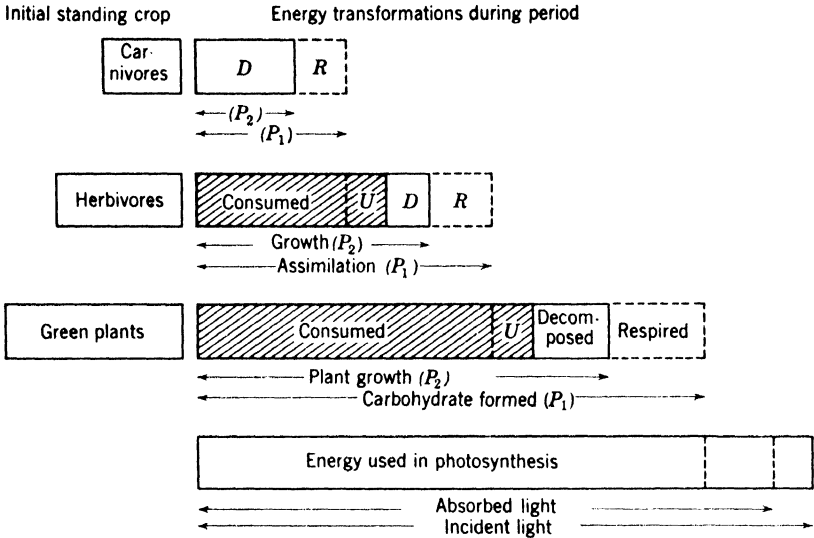 Initial standing crop
Energy transformations during period
Car-
nivores
D
R
(P₂)
(P₁)
Herbivores
Consumed
U
D
R
Growth (P₂)
Assimilation (P₁)
Green plants
Consumed
U
Decom-
posed
Respired
Plant growth (P₂)
Carbohydrate formed (P₁)
Energy used in photosynthesis
Absorbed light
Incident light